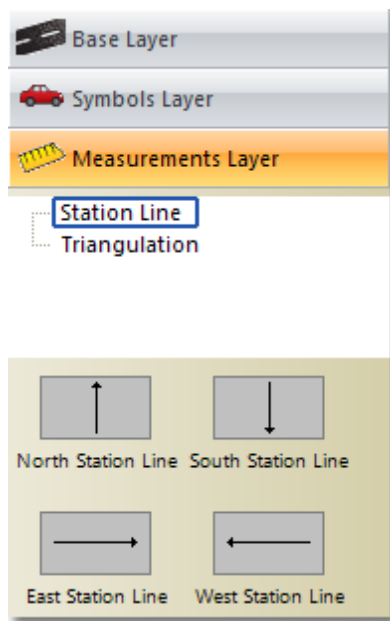 Base Layer
Symbols Layer
Measurements Layer
Station Line
Triangulation
North Station Line South Station Line
East Station Line West Station Line